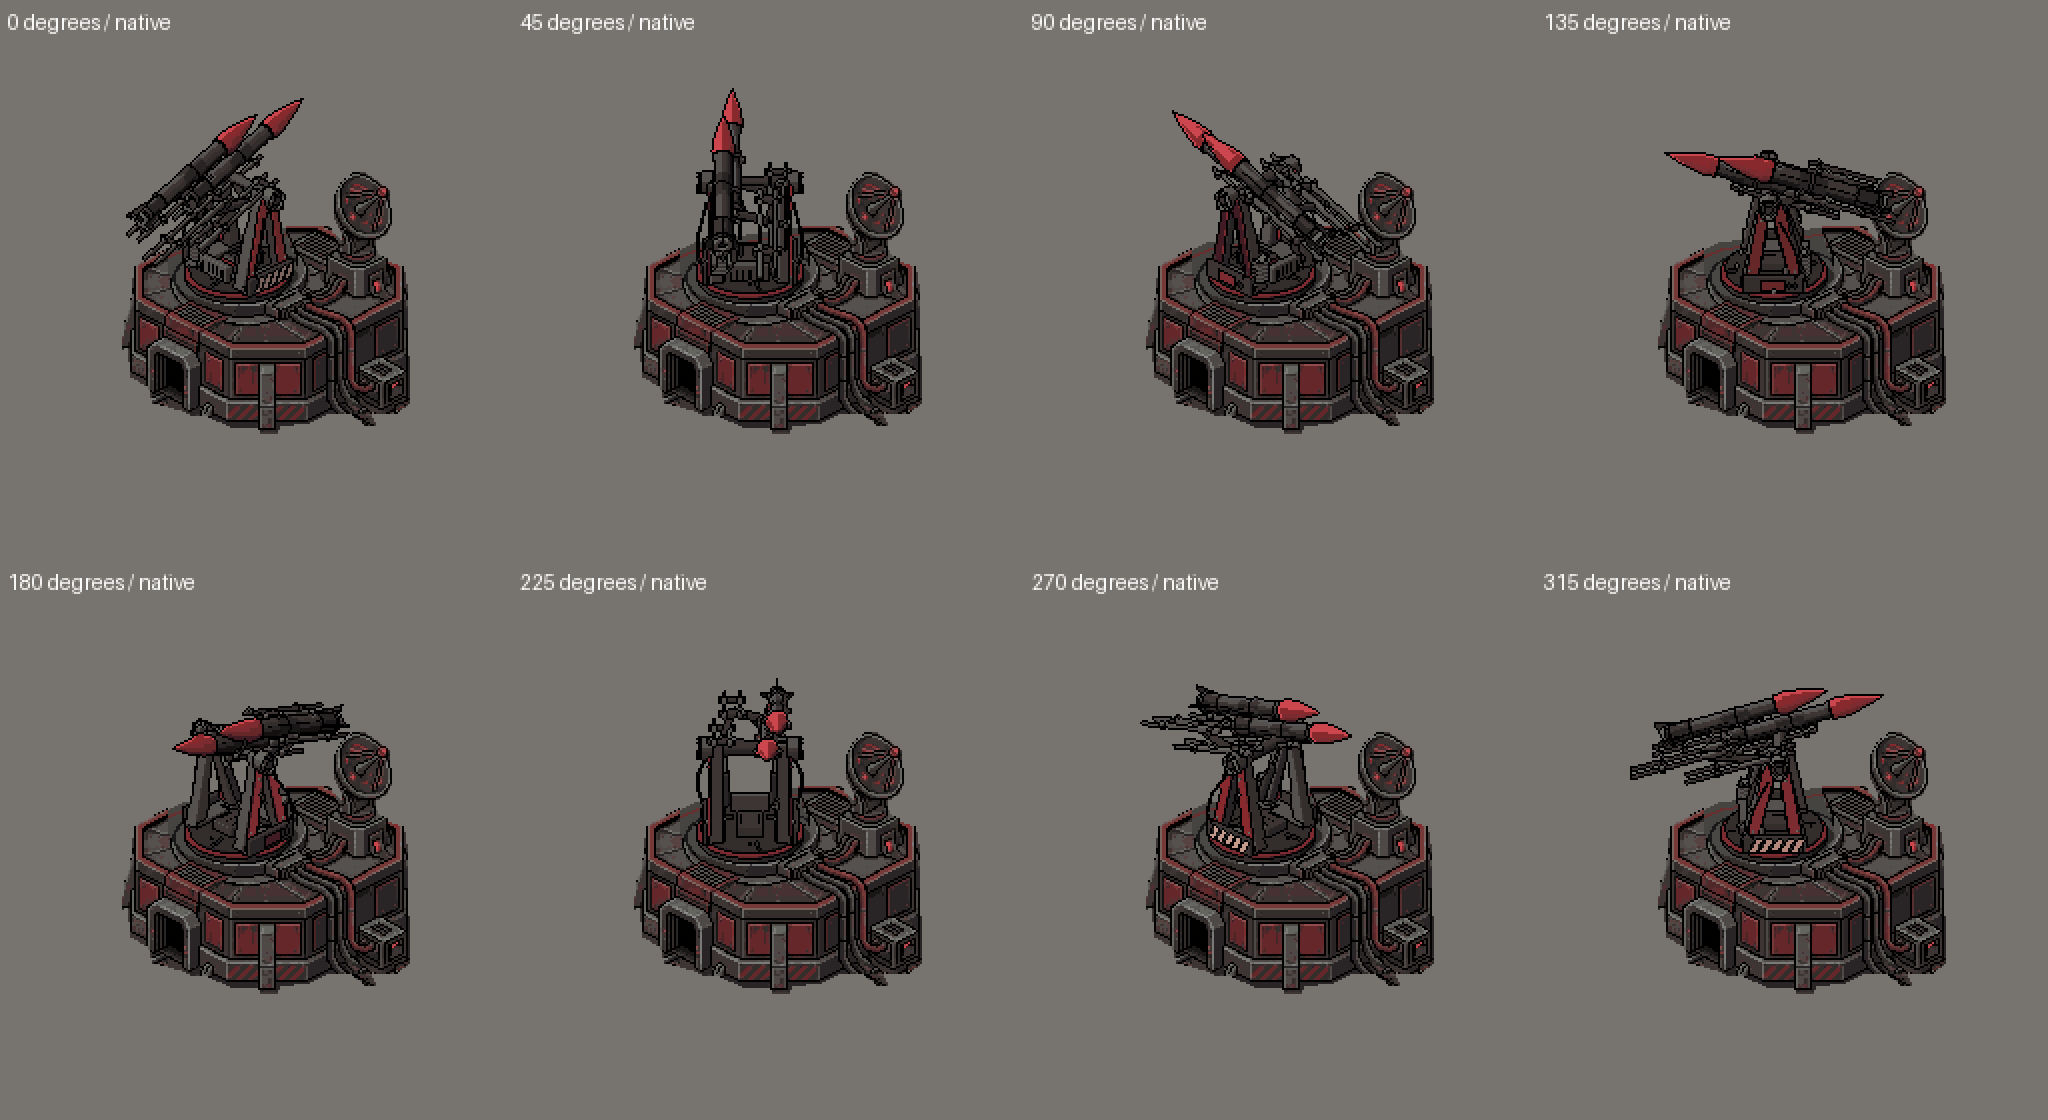 0 degrees / native
45 degrees / native
90 degrees / native
135 degrees / native
180 degrees / native
225 degrees / native
270 degrees / native
315 degrees / native